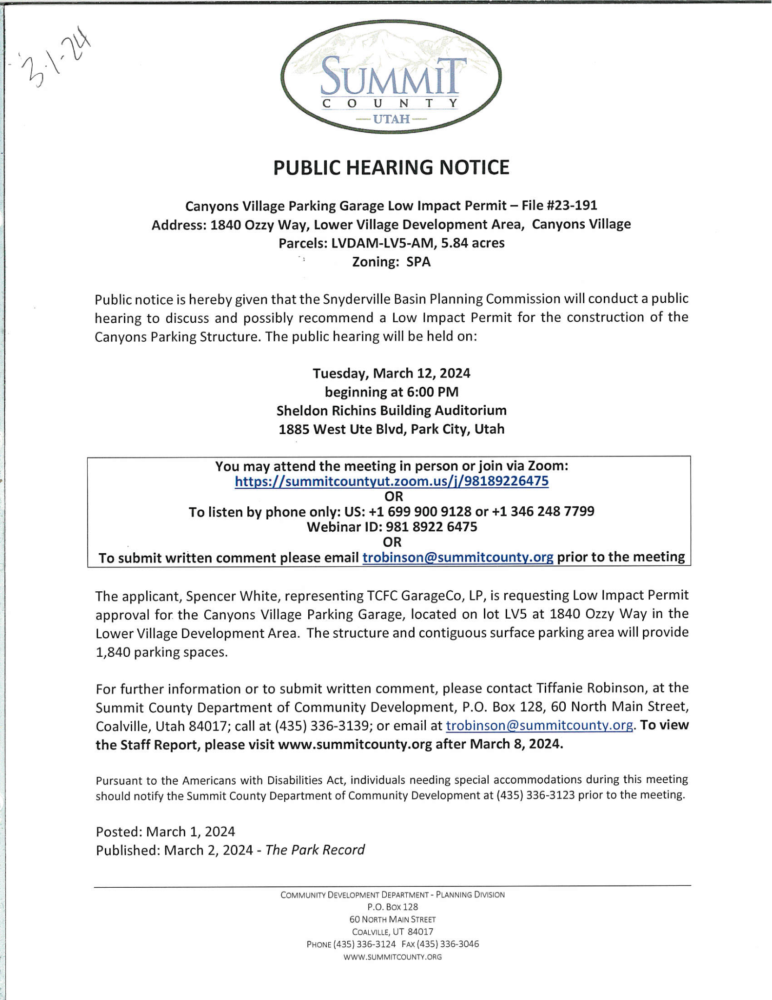 3-1-24
SUMMIT
COUNTY
UTAH
PUBLIC HEARING NOTICE
Canyons Village Parking Garage Low Impact Permit – File #23-191
Address: 1840 Ozzy Way, Lower Village Development Area, Canyons Village
Parcels: LVDAM-LV5-AM, 5.84 acres
Zoning: SPA
Public notice is hereby given that the Snyderville Basin Planning Commission will conduct a public
hearing to discuss and possibly recommend a Low Impact Permit for the construction of the
Canyons Parking Structure. The public hearing will be held on:
Tuesday, March 12, 2024
beginning at 6:00 PM
Sheldon Richins Building Auditorium
1885 West Ute Blvd, Park City, Utah
You may attend the meeting in person or join via Zoom:
https://summitcountyut.zoom.us/j/98189226475
OR
To listen by phone only: US: +1 699 900 9128 or +1 346 248 7799
Webinar ID: 981 8922 6475
OR
To submit written comment please email trobinson@summitcounty.org prior to the meeting
The applicant, Spencer White, representing TCFC GarageCo, LP, is requesting Low Impact Permit
approval for the Canyons Village Parking Garage, located on lot LV5 at 1840 Ozzy Way in the
Lower Village Development Area. The structure and contiguous surface parking area will provide
1,840 parking spaces.
For further information or to submit written comment, please contact Tiffanie Robinson, at the
Summit County Department of Community Development, P.O. Box 128, 60 North Main Street,
Coalville, Utah 84017; call at (435) 336-3139; or email at trobinson@summitcounty.org. To view
the Staff Report, please visit www.summitcounty.org after March 8, 2024.
Pursuant to the Americans with Disabilities Act, individuals needing special accommodations during this meeting
should notify the Summit County Department of Community Development at (435) 336-3123 prior to the meeting.
Posted: March 1, 2024
Published: March 2, 2024 - The Park Record
COMMUNITY DEVELOPMENT DEPARTMENT - PLANNING DIVISION
P.O. BOX 128
60 NORTH MAIN STREET
COALVILLE, UT 84017
PHONE (435) 336-3124 FAX (435) 336-3046
WWW.SUMMITCOUNTY.ORG